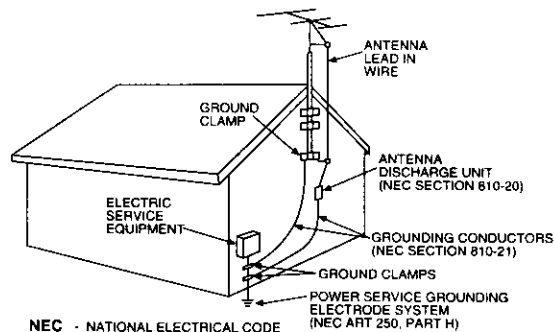 ANTENNA
LEAD IN
WIRE
GROUND
CLAMP
ANTENNA
DISCHARGE UNIT
(NEC SECTION 810-20)
ELECTRIC
SERVICE
EQUIPMENT
GROUNDING CONDUCTORS
(NEC SECTION 810-21)
GROUND CLAMPS
POWER SERVICE GROUNDING
ELECTRODE SYSTEM
(NEC ART 250, PART H)
NEC - NATIONAL ELECTRICAL CODE